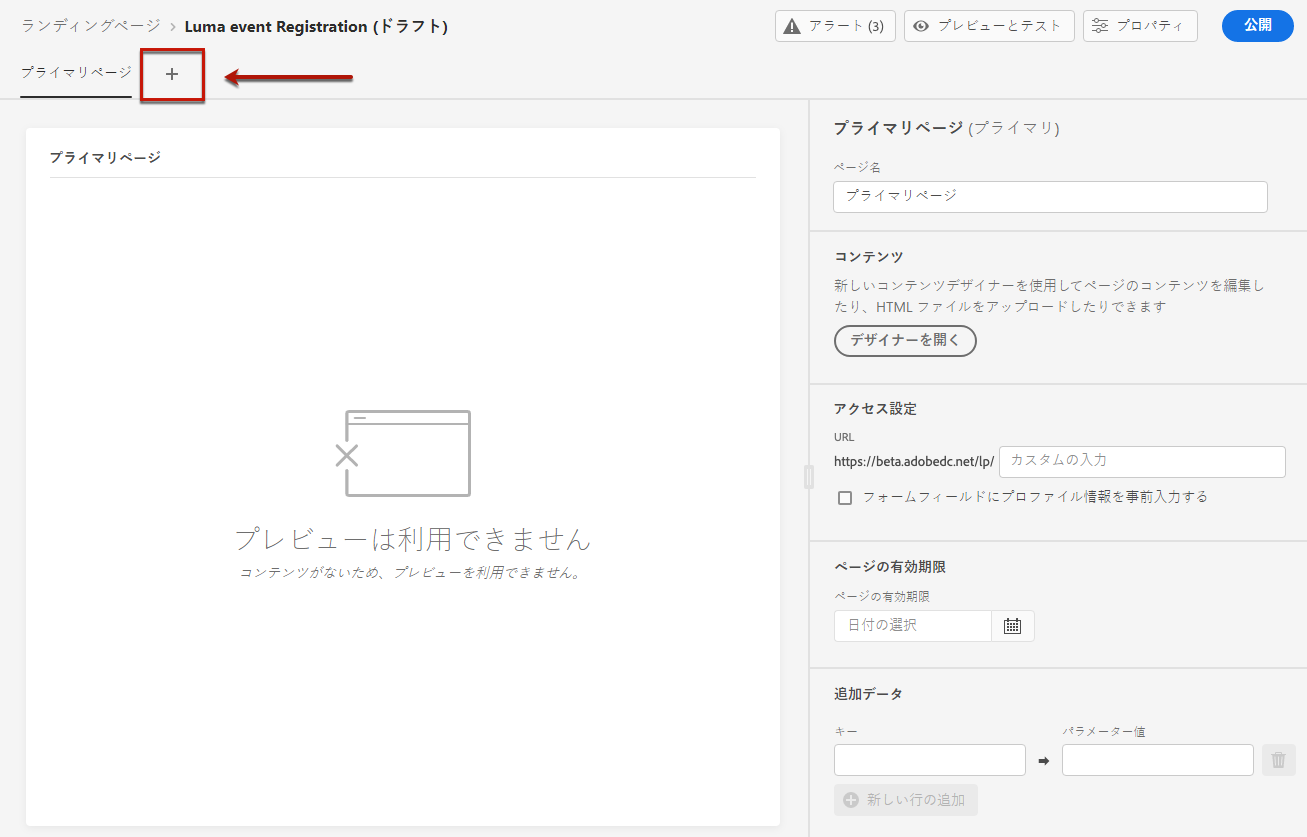 ランディングページ > Luma event Registration (ドラフト)
アラート (3)
プレビューとテスト
プロパティ
公開
プライマリページ
+
プライマリページ
プレビューは利用できません
コンテンツがないため、プレビューを利用できません。
プライマリページ (プライマリ)
ページ名
プライマリページ
コンテンツ
新しいコンテンツデザイナーを使用してページのコンテンツを編集し
たり、HTML ファイルをアップロードしたりできます
デザイナーを開く
アクセス設定
URL
https://beta.adobedc.net/lp/ カスタムの入力
フォームフィールドにプロファイル情報を事前入力する
ページの有効期限
ページの有効期限
日付の選択
追加データ
キー
パラメーター値
新しい行の追加